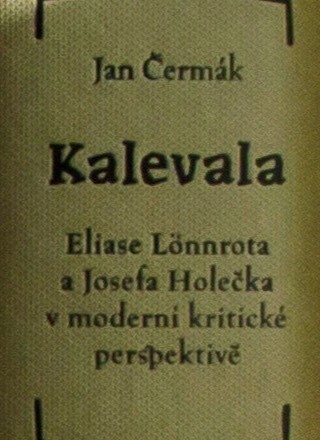 Jan Čermák
Kalevala
Eliase Lönnrota
a Josefa Holečka
v moderní kritické
perspektivě